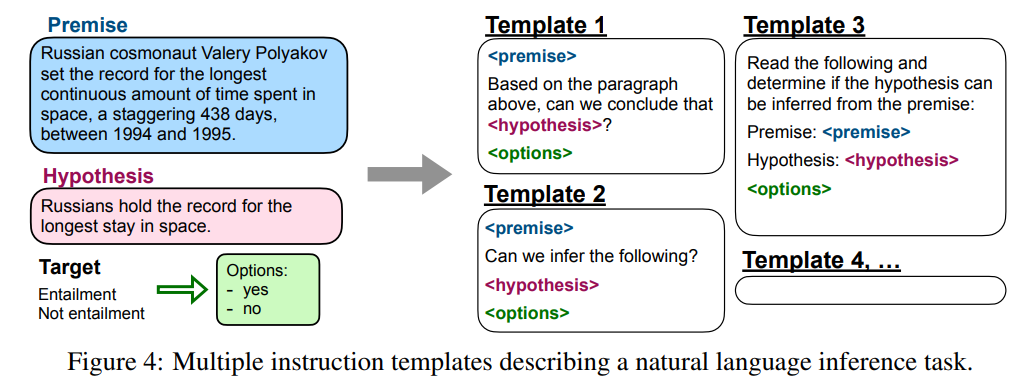 Premise
Russian cosmonaut Valery Polyakov
set the record for the longest
continuous amount of time spent in
space, a staggering 438 days,
between 1994 and 1995.
Hypothesis
Russians hold the record for the
longest stay in space.
Target
Entailment
Not entailment
Options:
- yes
- no
Template 1
<premise>
Based on the paragraph
above, can we conclude that
<hypothesis>?
<options>
Template 2
<premise>
Can we infer the following?
<hypothesis>
<options>
Template 3
Read the following and
determine if the hypothesis can
be inferred from the premise:
Premise: <premise>
Hypothesis: <hypothesis>
<options>
Template 4, ...
Figure 4: Multiple instruction templates describing a natural language inference task.